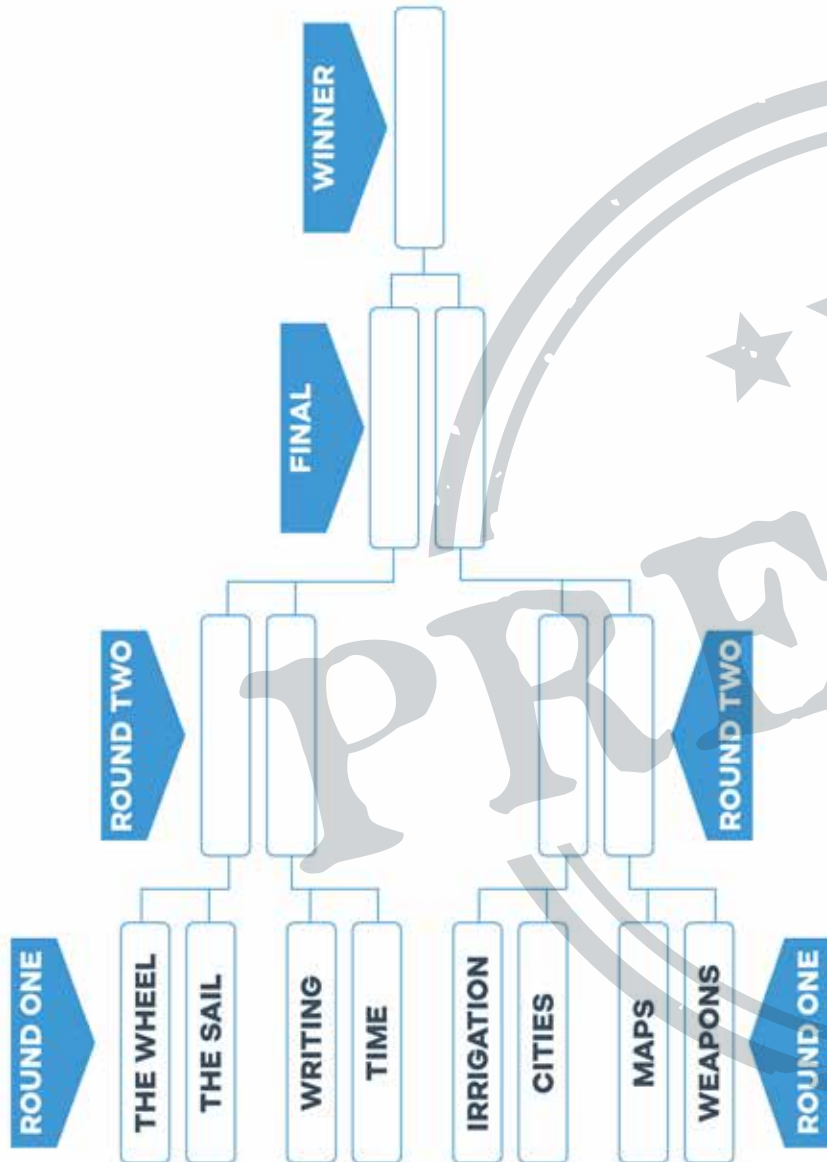 ROUND ONE
THE WHEEL
THE SAIL
WRITING
TIME
IRRIGATION
CITIES
MAPS
WEAPONS
ROUND ONE
ROUND TWO
ROUND TWO
FINAL
WINNER
PRE